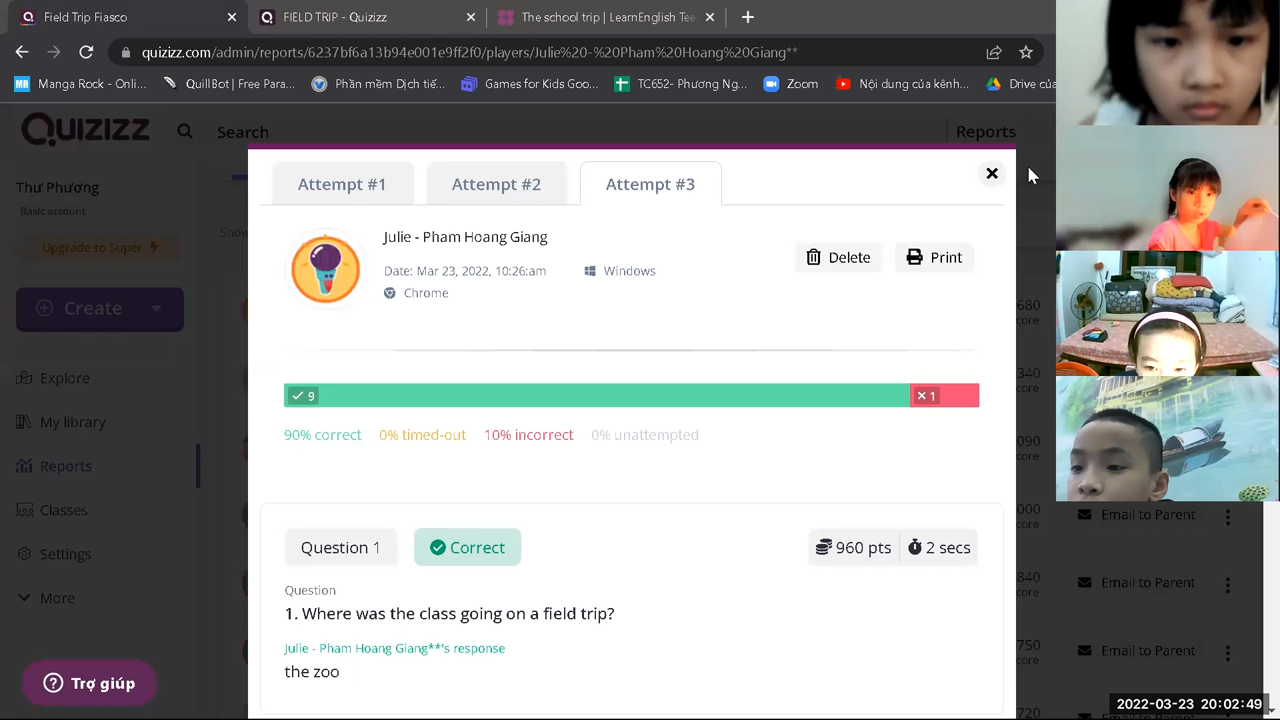 Field Trip Fiasco
FIELD TRIP - Quizizz
The school trip | LearnEnglish Tee
quizizz.com/admin/reports/6237bf6a13b94e001e9ff2f0/players/Julie%20-%20Pham%20Hoang%20Giang**
MR Manga Rock - Onli...
QuillBot | Free Para...
Phần mềm Dịch tiế...
Games for Kids Goo...
TC652- Phương Ng...
Zoom
Nội dung của kênh...
Drive của
Quizizz
Search
Reports
Thư Phương
Basic account
Upgrade to Super
Create
Explore
My library
Reports
Classes
Settings
More
Trợ giúp
Attempt #1
Attempt #2
Attempt #3
Julie - Pham Hoang Giang
Date: Mar 23, 2022, 10:26:am
Windows
Chrome
Delete
Print
9
1
90% correct
0% timed-out
10% incorrect
0% unattempted
Question 1
Correct
960 pts
2 secs
Question
1. Where was the class going on a field trip?
Julie - Pham Hoang Giang**'s response
the zoo
Email to Parent
Email to Parent
Email to Parent
2022-03-23 20:02:49